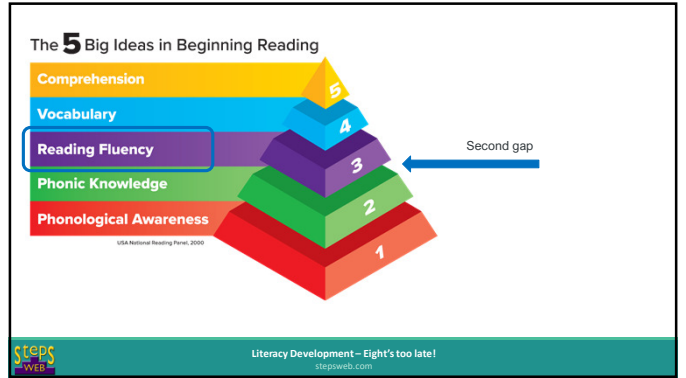 The 5 Big Ideas in Beginning Reading
Comprehension
5
Vocabulary
4
Reading Fluency
Second gap
3
Phonic Knowledge
2
Phonological Awareness
1
USA National Reading Panel, 2000
STEPS
WEB
Literacy Development – Eight's too late!
stepsweb.com